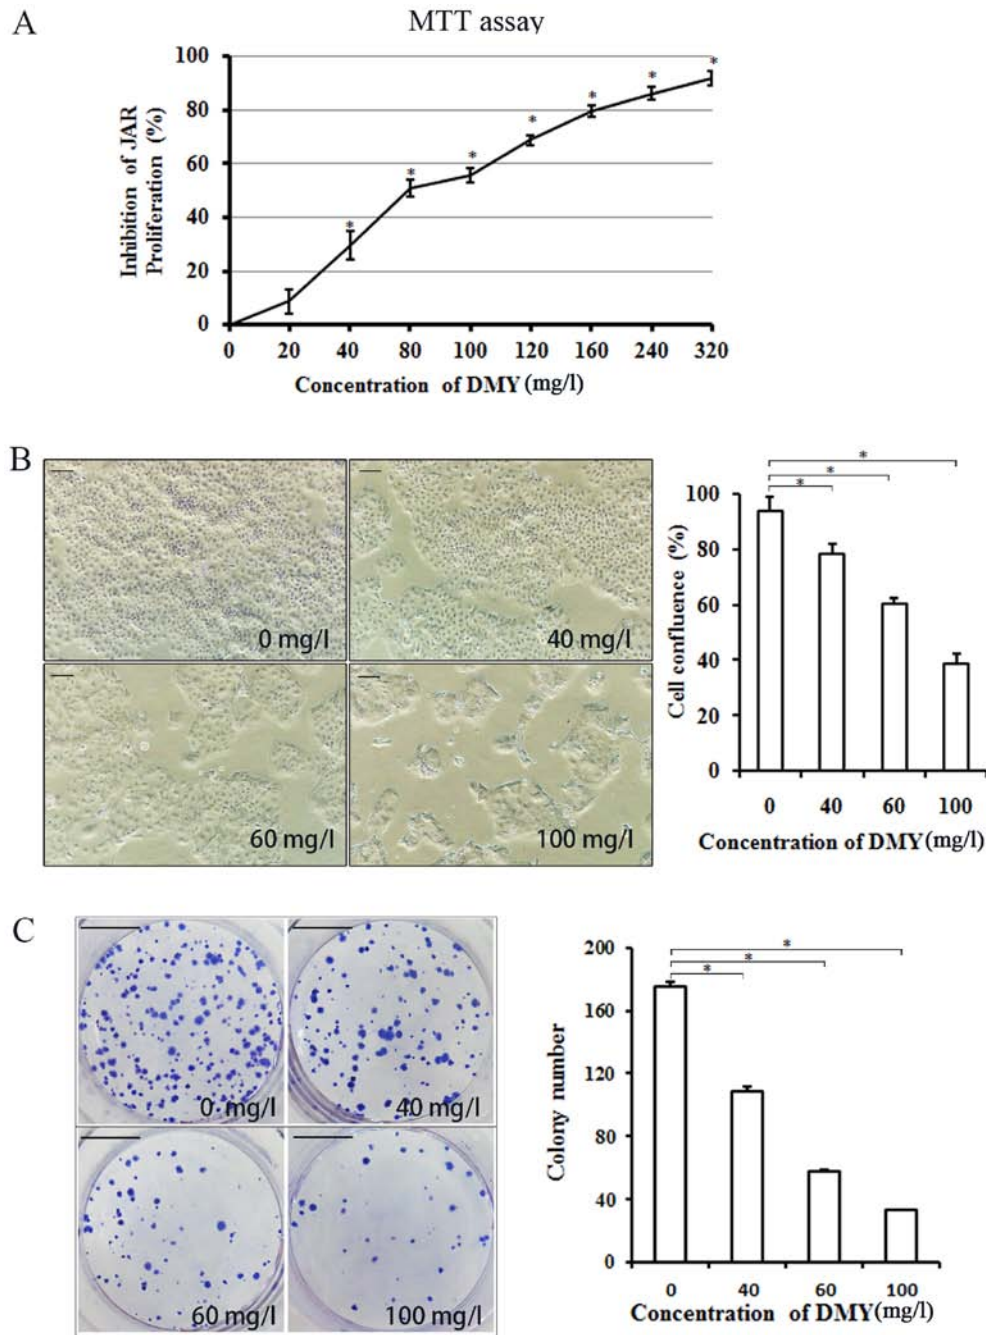 A
MTT assay
Inhibition of JAR
Proliferation (%)
100
80
60
40
20
0
*
*
*
*
*
*
*
0 20 40 80 100 120 160 240 320
Concentration of DMY (mg/l)
B
0 mg/l
40 mg/l
60 mg/l
100 mg/l
Cell confluence (%)
*
*
*
100
80
60
40
20
0
0 40 60 100
Concentration of DMY (mg/l)
C
0 mg/l
40 mg/l
60 mg/l
100 mg/l
Colony number
*
*
*
200
160
120
80
40
0
0 40 60 100
Concentration of DMY (mg/l)